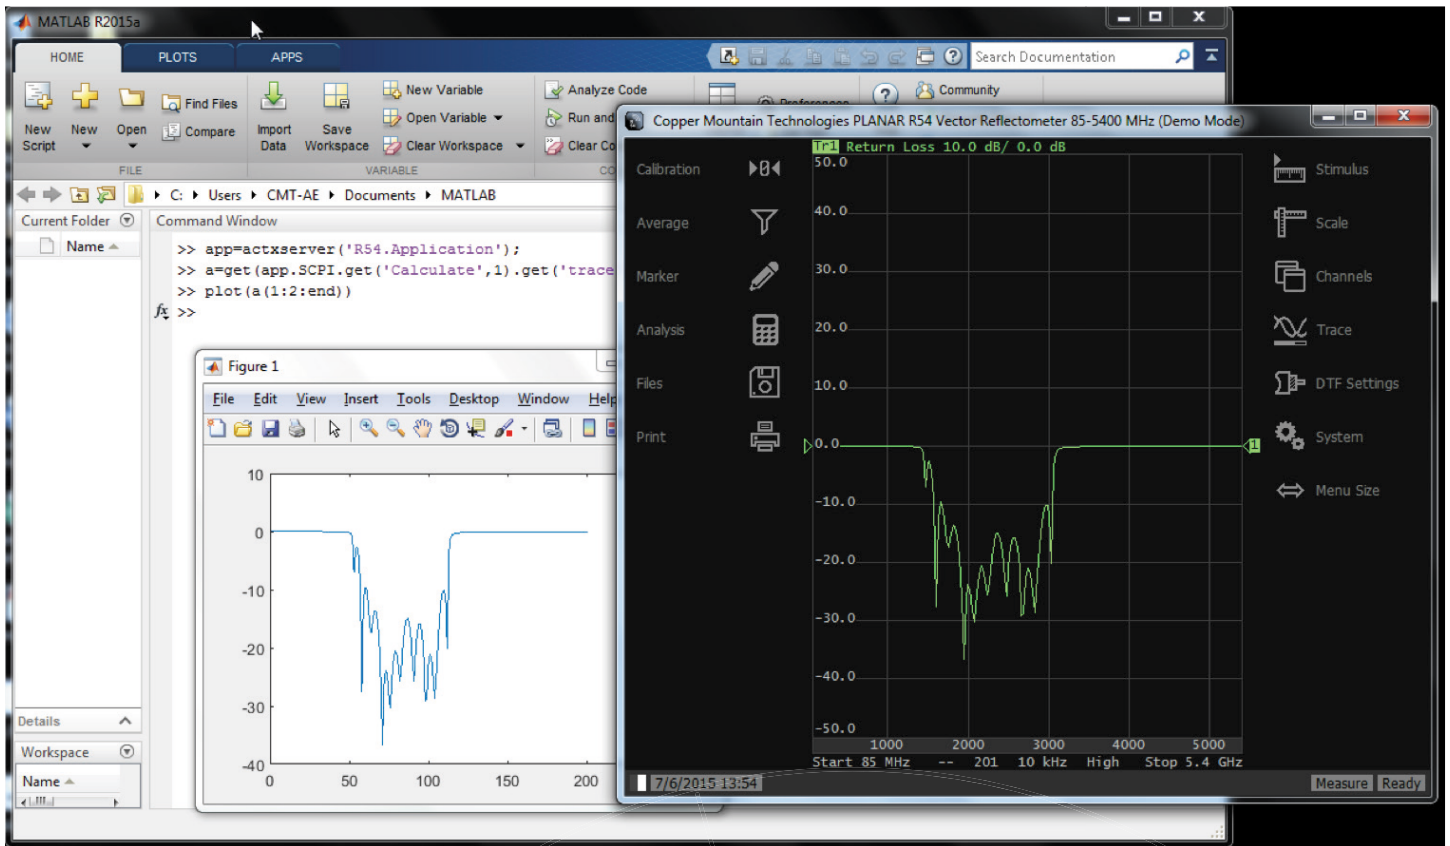 MATLAB R2015a
HOME PLOTS APPS
Search Documentation
New Script
New
Open
Find Files
Compare
Import Data
Save Workspace
New Variable
Open Variable
Clear Workspace
Analyze Code
Run and
Clear Co
Preferences
Community
FILE VARIABLE CO
C: Users CMT-AE Documents MATLAB
Current Folder
Name
Details
Workspace
Name
Command Window
>> app=actxserver('R54.Application');
>> a=get(app.SCPI.get('Calculate',1).get('trace
>> plot(a(1:2:end))
fx >>
Figure 1
File Edit View Insert Tools Desktop Window Help
10
0
-10
-20
-30
-40
0 50 100 150 200
Copper Mountain Technologies PLANAR R54 Vector Reflectometer 85-5400 MHz (Demo Mode)
Calibration
Average
Marker
Analysis
Files
Print
Tr1 Return Loss 10.0 dB/ 0.0 dB
50.0
40.0
30.0
20.0
10.0
0.0
-10.0
-20.0
-30.0
-40.0
-50.0
1
1000 2000 3000 4000 5000
Start 85 MHz -- 201 10 kHz High Stop 5.4 GHz
Stimulus
Scale
Channels
Trace
DTF Settings
System
Menu Size
7/6/2015 13:54
Measure Ready